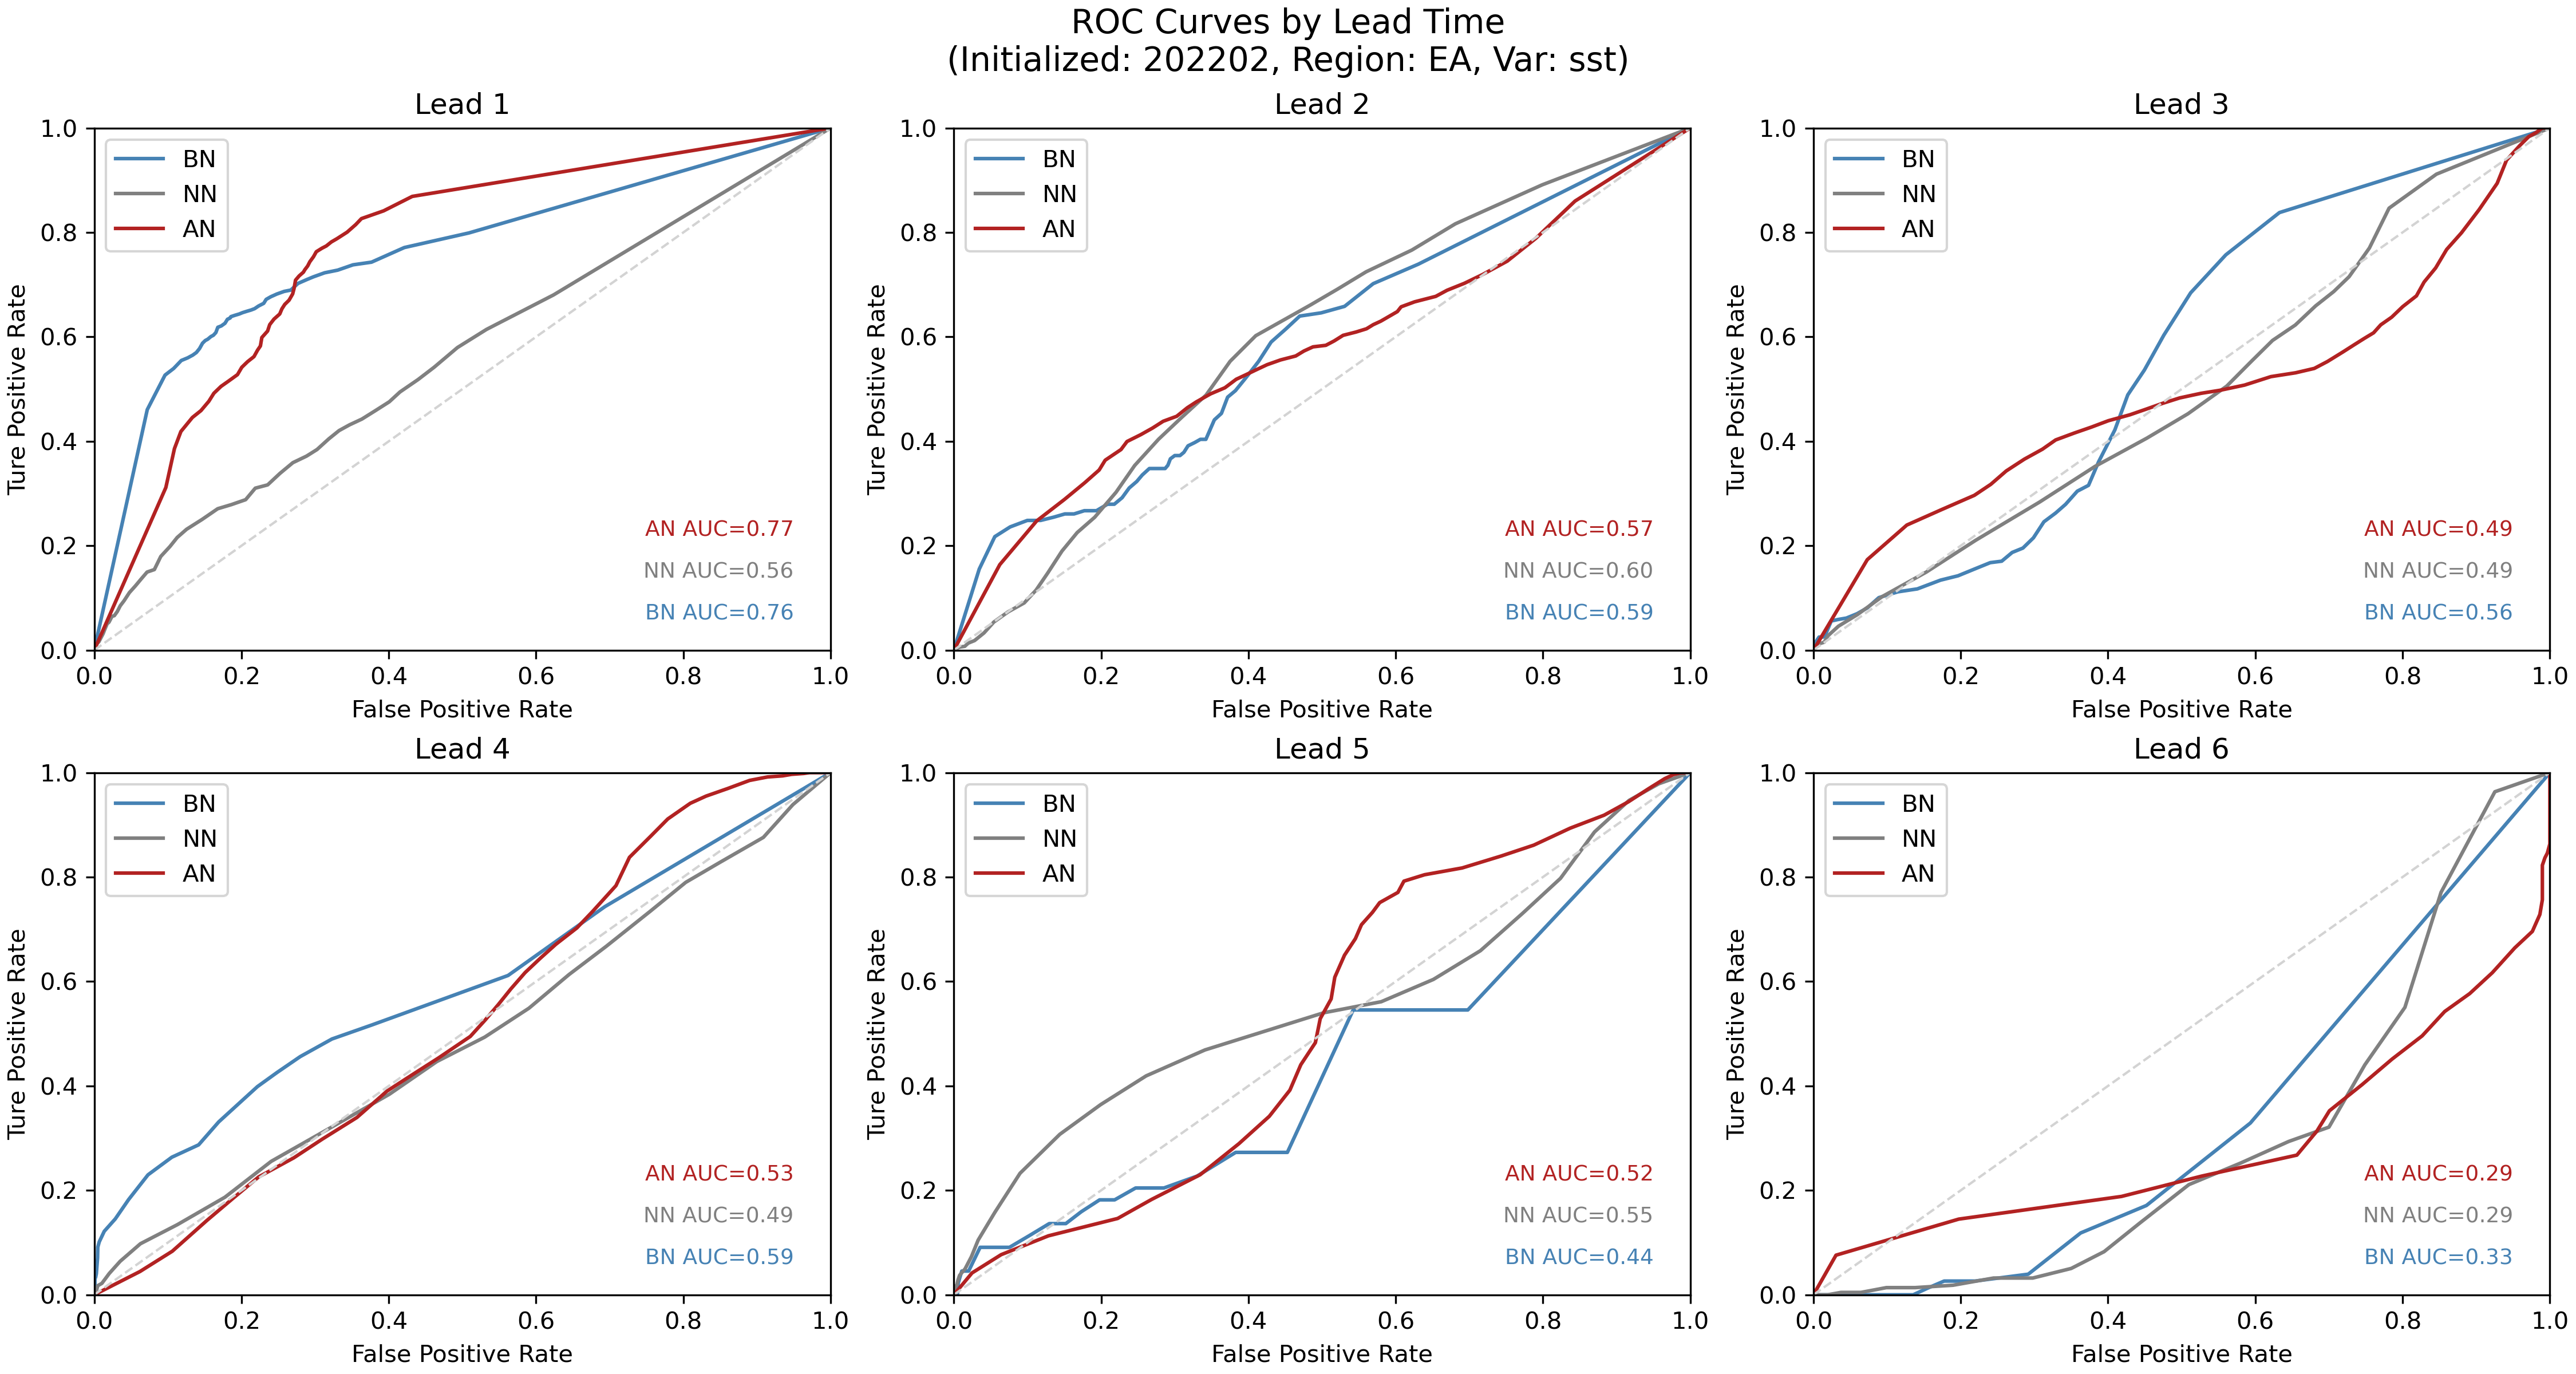 ROC Curves by Lead Time
(Initialized: 202202, Region: EA, Var: sst)
Lead 1
1.0
0.8
0.6
0.4
0.2
0.0
Ture Positive Rate
BN
NN
AN
AN AUC=0.77
NN AUC=0.56
BN AUC=0.76
0.0 0.2 0.4 0.6 0.8 1.0
False Positive Rate
Lead 2
1.0
0.8
0.6
0.4
0.2
0.0
Ture Positive Rate
BN
NN
AN
AN AUC=0.57
NN AUC=0.60
BN AUC=0.59
0.0 0.2 0.4 0.6 0.8 1.0
False Positive Rate
Lead 3
1.0
0.8
0.6
0.4
0.2
0.0
Ture Positive Rate
BN
NN
AN
AN AUC=0.49
NN AUC=0.49
BN AUC=0.56
0.0 0.2 0.4 0.6 0.8 1.0
False Positive Rate
Lead 4
1.0
0.8
0.6
0.4
0.2
0.0
Ture Positive Rate
BN
NN
AN
AN AUC=0.53
NN AUC=0.49
BN AUC=0.59
0.0 0.2 0.4 0.6 0.8 1.0
False Positive Rate
Lead 5
1.0
0.8
0.6
0.4
0.2
0.0
Ture Positive Rate
BN
NN
AN
AN AUC=0.52
NN AUC=0.55
BN AUC=0.44
0.0 0.2 0.4 0.6 0.8 1.0
False Positive Rate
Lead 6
1.0
0.8
0.6
0.4
0.2
0.0
Ture Positive Rate
BN
NN
AN
AN AUC=0.29
NN AUC=0.29
BN AUC=0.33
0.0 0.2 0.4 0.6 0.8 1.0
False Positive Rate